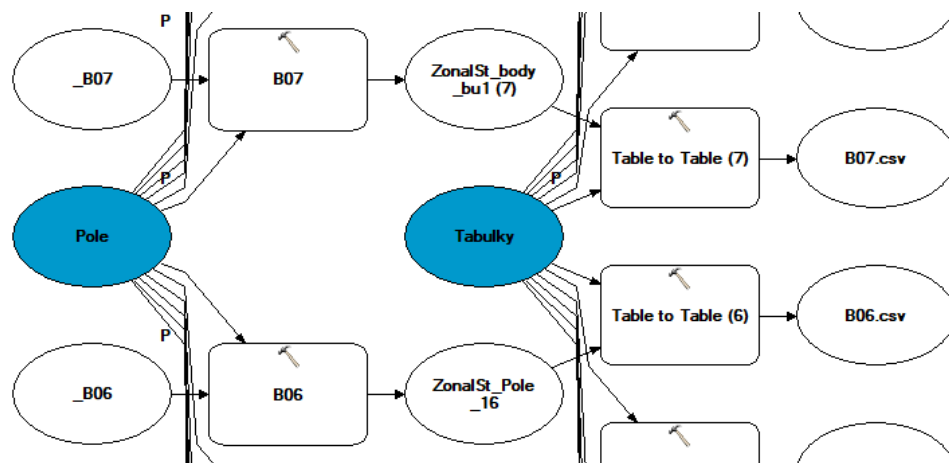 P
_B07
B07
ZonalSt_body
_bu1 (7)
Table to Table (7)
B07.csv
P
P
Pole
Tabulky
Table to Table (6)
B06.csv
P
_B06
B06
ZonalSt_Pole
_16